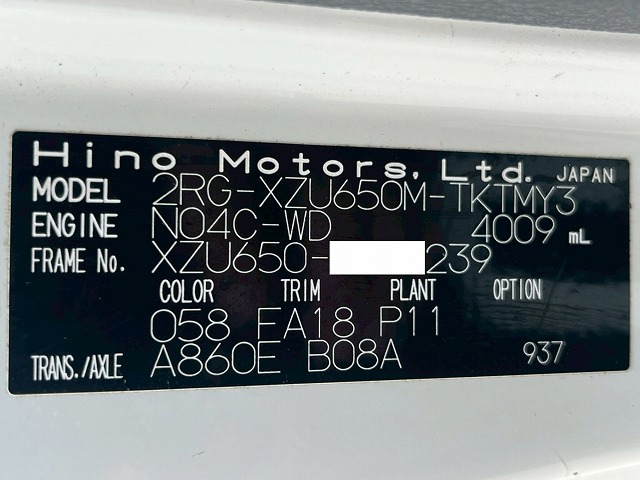 Hino Motors, Ltd. JAPAN
MODEL 2RG-XZU650M-TKTMY3
ENGINE N04C-WD 4009 mL
FRAME No. XZU650- 239
COLOR TRIM PLANT OPTION
058 EA18 P11
TRANS./AXLE A860E B08A 937